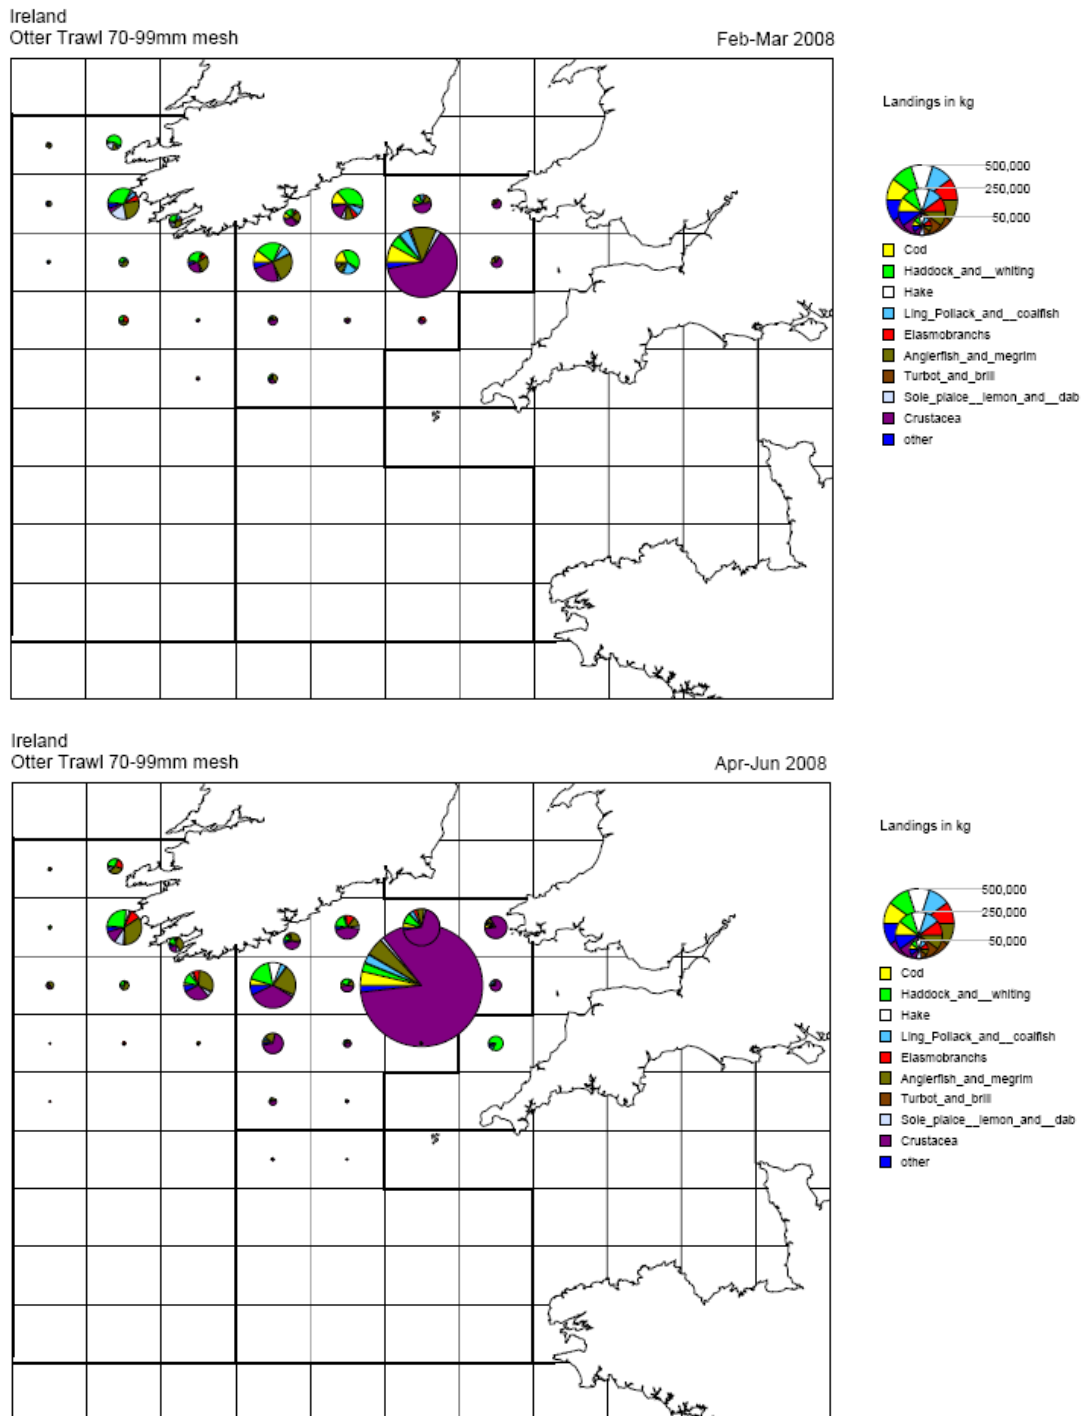 Ireland
Otter Trawl 70-99mm mesh
Feb-Mar 2008
Landings in kg
500,000
250,000
50,000
Cod
Haddock_and__whiting
Hake
Ling_Pollack_and__coalfish
Elasmobranchs
Anglerfish_and_megrim
Turbot_and_brill
Sole_plaice__lemon_and__dab
Crustacea
other
Ireland
Otter Trawl 70-99mm mesh
Apr-Jun 2008
Landings in kg
500,000
250,000
50,000
Cod
Haddock_and__whiting
Hake
Ling_Pollack_and__coalfish
Elasmobranchs
Anglerfish_and_megrim
Turbot_and_brill
Sole_plaice__lemon_and__dab
Crustacea
other